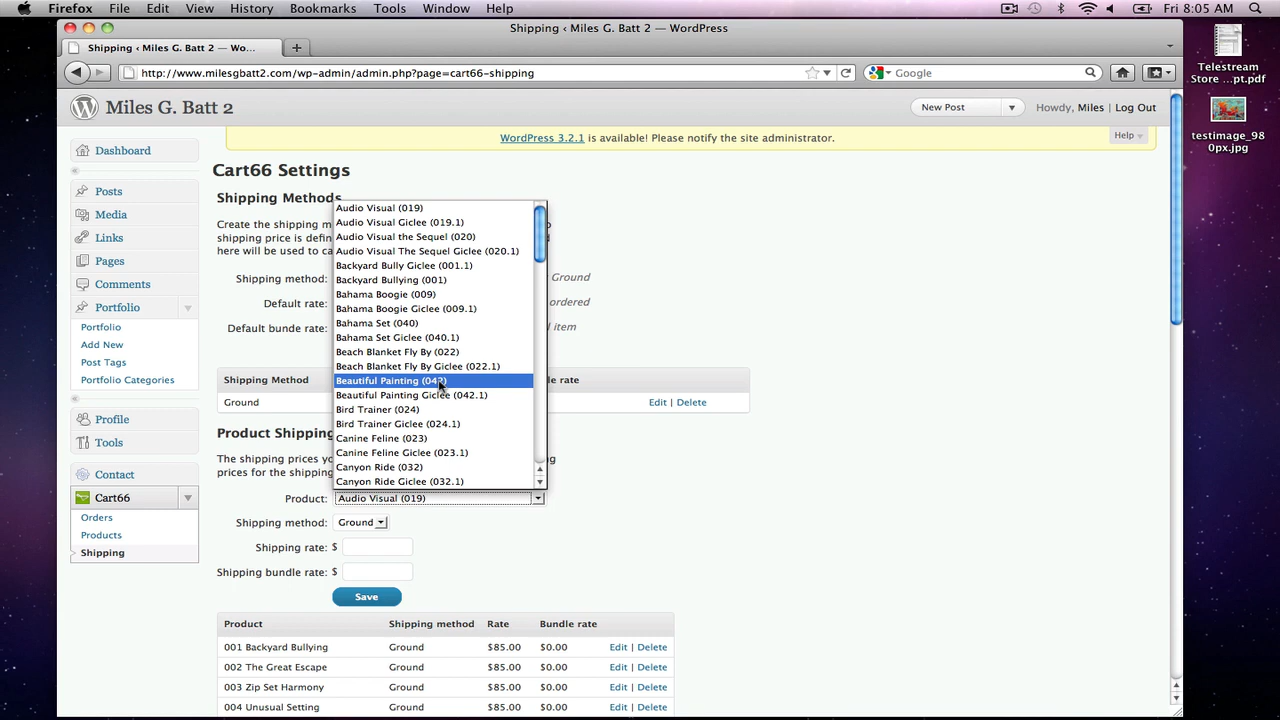 Firefox File Edit View History Bookmarks Tools Window Help Fri 8:05 AM
Shipping ‹ Miles G. Batt 2 — WordPress
Shipping ‹ Miles G. Batt 2 — Wo...
http://www.milesgbatt2.com/wp-admin/admin.php?page=cart66-shipping Google
Telestream
Store ...pt.pdf
testimage_98
0px.jpg
Miles G. Batt 2 New Post Howdy, Miles | Log Out
WordPress 3.2.1 is available! Please notify the site administrator. Help
Dashboard
Posts
Media
Links
Pages
Comments
Portfolio
Portfolio
Add New
Post Tags
Portfolio Categories
Profile
Tools
Contact
Cart66
Orders
Products
Shipping
Cart66 Settings
Shipping Methods
Create the shipping m
shipping price is defin
here will be used to ca
Shipping method: Ground
Default rate: ordered
Default bunde rate: l item
Shipping Method le rate
Ground Edit | Delete
Product Shipping
The shipping prices yo ing
prices for the shipping
Audio Visual (019)
Audio Visual Giclee (019.1)
Audio Visual the Sequel (020)
Audio Visual The Sequel Giclee (020.1)
Backyard Bully Giclee (001.1)
Backyard Bullying (001)
Bahama Boogie (009)
Bahama Boogie Giclee (009.1)
Bahama Set (040)
Bahama Set Giclee (040.1)
Beach Blanket Fly By (022)
Beach Blanket Fly By Giclee (022.1)
Beautiful Painting (042)
Beautiful Painting Giclee (042.1)
Bird Trainer (024)
Bird Trainer Giclee (024.1)
Canine Feline (023)
Canine Feline Giclee (023.1)
Canyon Ride (032)
Canyon Ride Giclee (032.1)
Product: Audio Visual (019)
Shipping method: Ground
Shipping rate: $
Shipping bundle rate: $
Save
Product Shipping method Rate Bundle rate
001 Backyard Bullying Ground $85.00 $0.00 Edit | Delete
002 The Great Escape Ground $85.00 $0.00 Edit | Delete
003 Zip Set Harmony Ground $85.00 $0.00 Edit | Delete
004 Unusual Setting Ground $85.00 $0.00 Edit | Delete